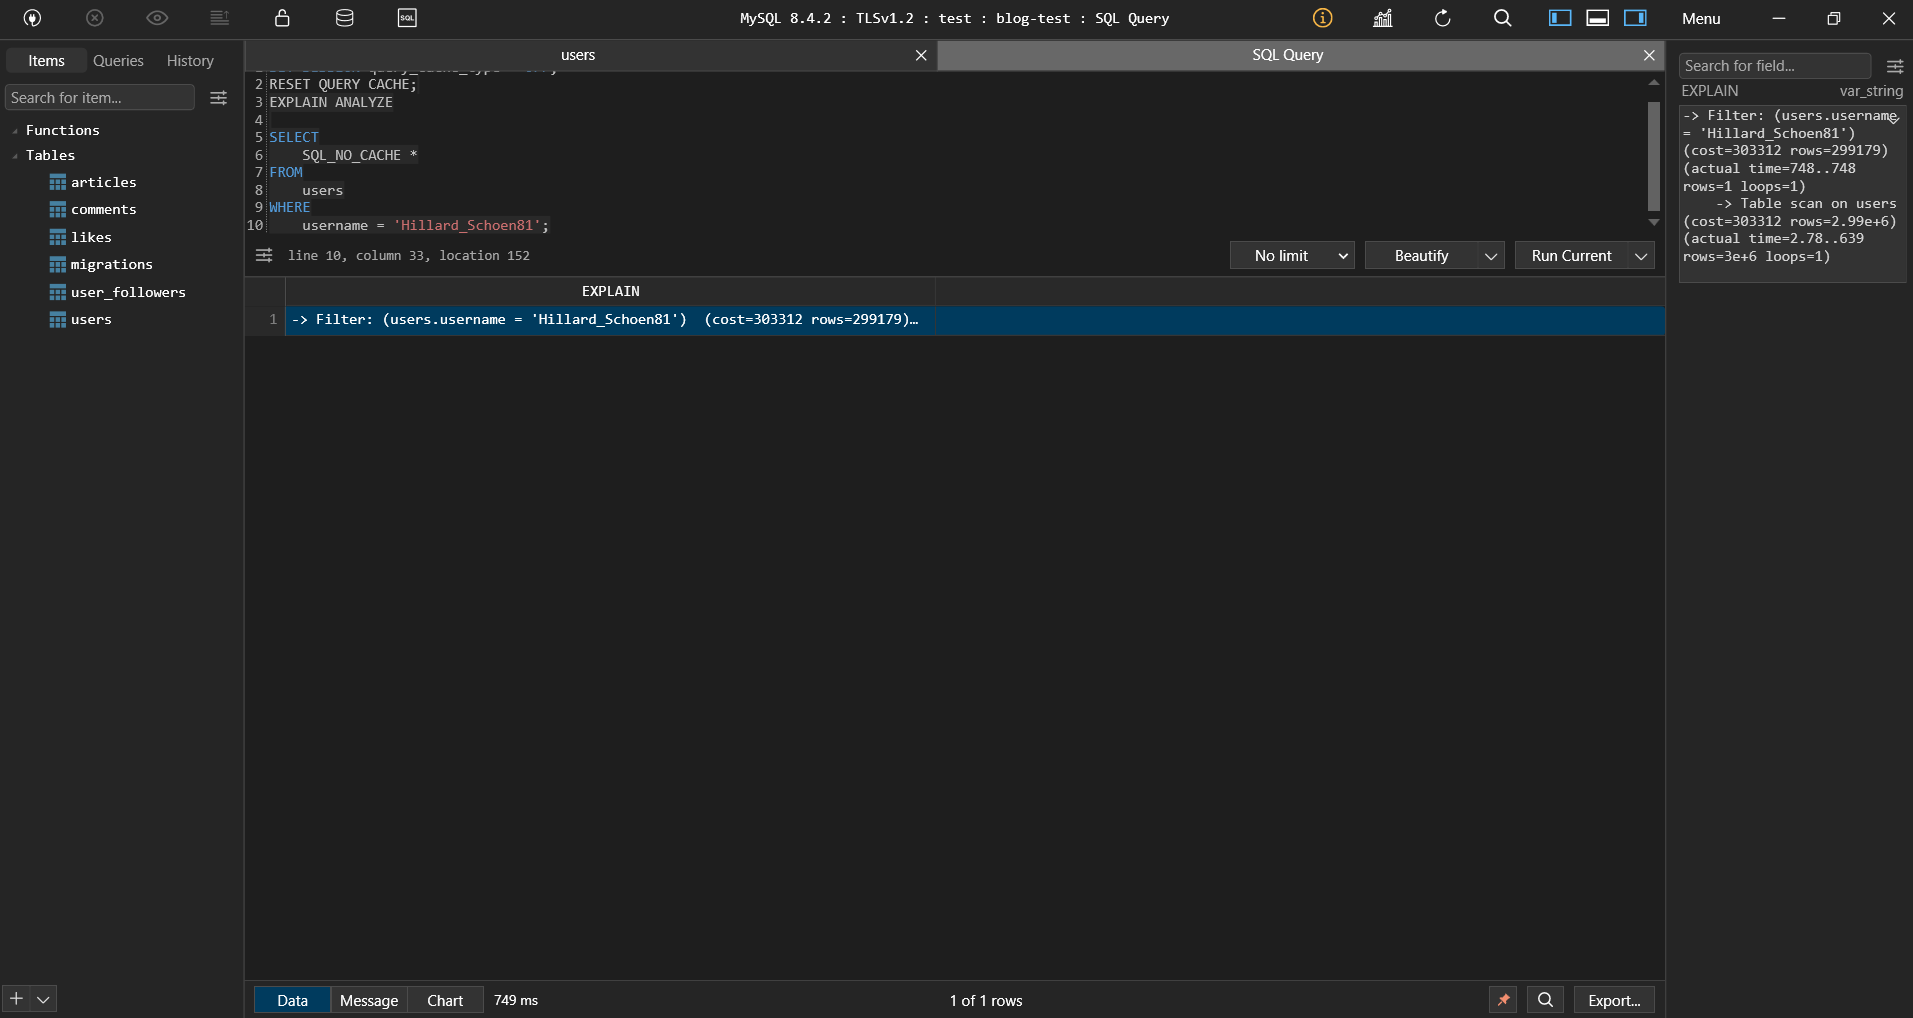 SQL
MySQL 8.4.2 : TLSv1.2 : test : blog-test : SQL Query
Menu
Items
Queries
History
Search for item...
Functions
Tables
articles
comments
likes
migrations
user_followers
users
users
SQL Query
2 RESET QUERY CACHE;
3 EXPLAIN ANALYZE
4
5 SELECT
6 SQL_NO_CACHE *
7 FROM
8 users
9 WHERE
10 username = 'Hillard_Schoen81';
line 10, column 33, location 152
No limit
Beautify
Run Current
EXPLAIN
1 -> Filter: (users.username = 'Hillard_Schoen81') (cost=303312 rows=299179)…
Data
Message
Chart
749 ms
1 of 1 rows
Export...
Search for field...
EXPLAIN
var_string
-> Filter: (users.username
= 'Hillard_Schoen81')
(cost=303312 rows=299179)
(actual time=748..748
rows=1 loops=1)
-> Table scan on users
(cost=303312 rows=2.99e+6)
(actual time=2.78..639
rows=3e+6 loops=1)